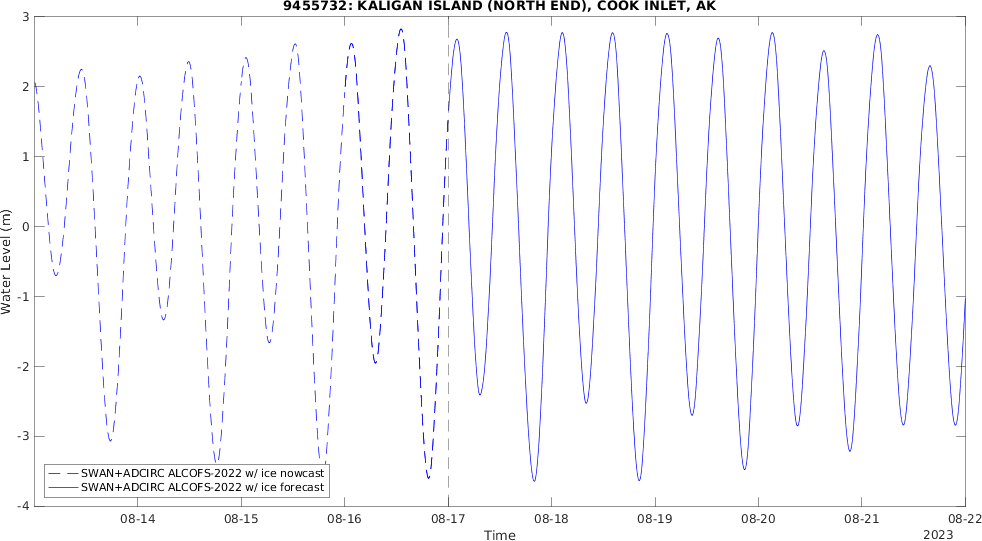 9455732: KALIGAN ISLAND (NORTH END), COOK INLET, AK
3
2
1
0
-1
-2
-3
-4
Water Level (m)
SWAN+ADCIRC ALCOFS-2022 w/ ice nowcast
SWAN+ADCIRC ALCOFS-2022 w/ ice forecast
08-14 08-15 08-16 08-17 08-18 08-19 08-20 08-21 08-22
Time
2023